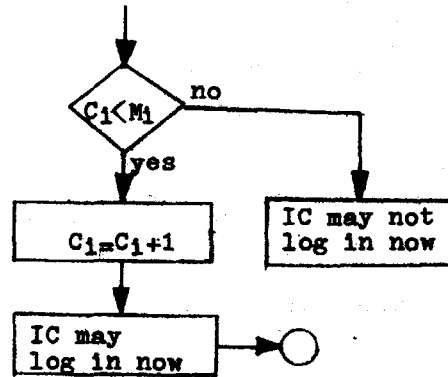 no
Ci<Mi
yes
Ci=Ci+1
IC may not
log in now
IC may
log in now